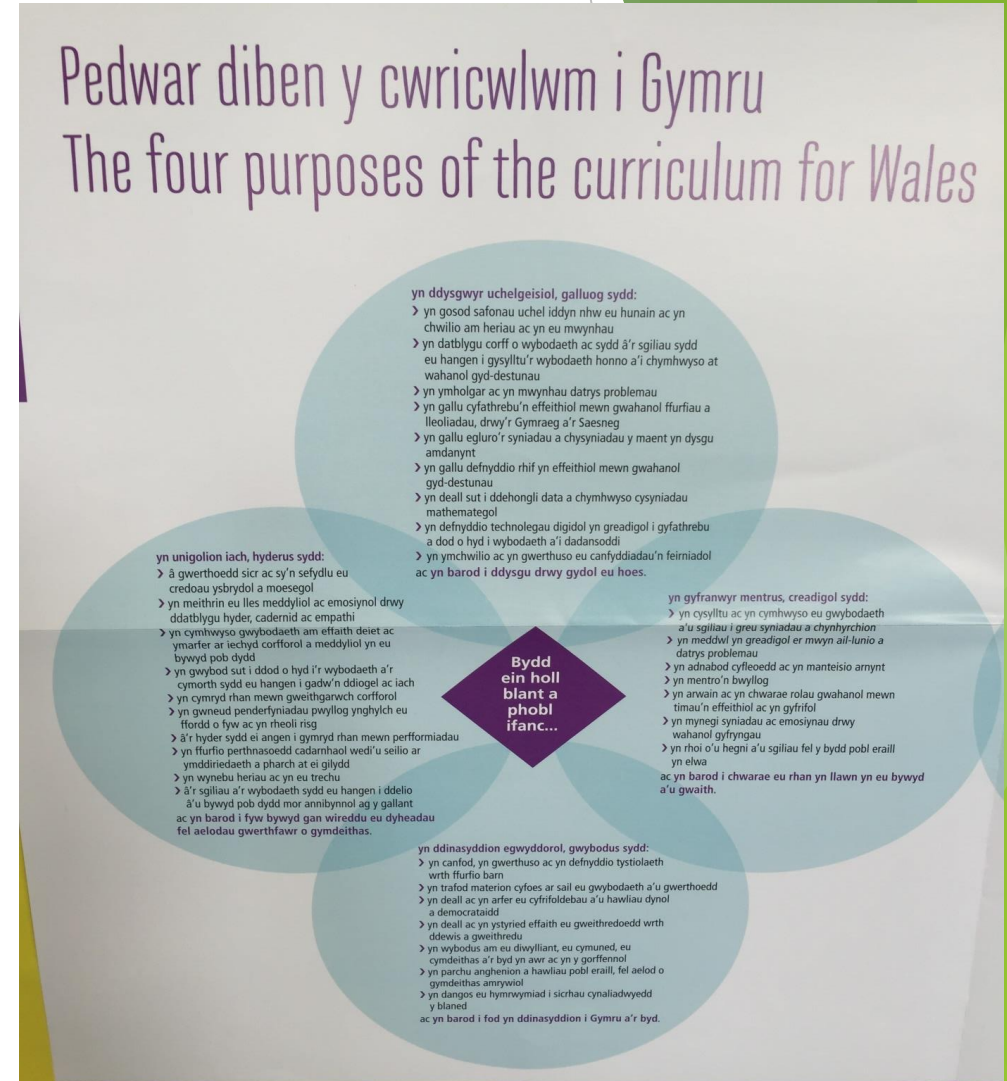 Pedwar diben y cwricwlwm i Gymru
The four purposes of the curriculum for Wales
yn ddysgwyr uchelgeisiol, galluog sydd:
› yn gosod safonau uchel iddyn nhw eu hunain ac yn
chwilio am heriau ac yn eu mwynhau
› yn datblygu corff o wybodaeth ac sydd â'r sgiliau sydd
eu hangen i gysylltu'r wybodaeth honno a'i chymhwyso at
wahanol gyd-destunau
› yn ymholgar ac yn mwynhau datrys problemau
› yn gallu cyfathrebu'n effeithiol mewn gwahanol ffurfiau a
lleoliadau, drwy'r Gymraeg a'r Saesneg
› yn gallu egluro'r syniadau a chysyniadau y maent yn dysgu
amdanynt
› yn gallu defnyddio rhif yn effeithiol mewn gwahanol
gyd-destunau
› yn deall sut i ddehongli data a chymhwyso cysyniadau
mathemategol
› yn defnyddio technolegau digidol yn greadigol i gyfathrebu
a dod o hyd i wybodaeth a'i dadansoddi
› yn ymchwilio ac yn gwerthuso eu canfyddiadau'n feirniadol
ac yn barod i ddysgu drwy gydol eu hoes.
yn unigolion iach, hyderus sydd:
› â gwerthoedd sicr ac sy'n sefydlu eu
credoau ysbrydol a moesegol
› yn meithrin eu lles meddyliol ac emosiynol drwy
ddatblygu hyder, cadernid ac empathi
› yn cymhwyso gwybodaeth am effaith deiet ac
ymarfer ar iechyd corfforol a meddyliol yn eu
bywyd pob dydd
› yn gwybod sut i ddod o hyd i'r wybodaeth a'r
cymorth sydd eu hangen i gadw'n ddiogel ac iach
› yn cymryd rhan mewn gweithgarwch corfforol
› yn gwneud penderfyniadau pwyllog ynghylch eu
ffordd o fyw ac yn rheoli risg
› â'r hyder sydd ei angen i gymryd rhan mewn perfformiadau
› yn ffurfio perthnasoedd cadarnhaol wedi'u seilio ar
ymddiriedaeth a pharch at ei gilydd
› yn wynebu heriau ac yn eu trechu
› â'r sgiliau a'r wybodaeth sydd eu hangen i ddelio
â'u bywyd pob dydd mor annibynnol ag y gallant
ac yn barod i fyw bywyd gan wireddu eu dyheadau
fel aelodau gwerthfawr o gymdeithas.
Bydd
ein holl
blant a
phobl
ifanc...
yn gyfranwyr mentrus, creadigol sydd:
› yn cysylltu ac yn cymhwyso eu gwybodaeth
a'u sgiliau i greu syniadau a chynhyrchion
› yn meddwl yn greadigol er mwyn ail-lunio a
datrys problemau
› yn adnabod cyfleoedd ac yn manteisio arnynt
› yn mentro'n bwyllog
› yn arwain ac yn chwarae rolau gwahanol mewn
timau'n effeithiol ac yn gyfrifol
› yn mynegi syniadau ac emosiynau drwy
wahanol gyfryngau
› yn rhoi o'u hegni a'u sgiliau fel y bydd pobl eraill
yn elwa
ac yn barod i chwarae eu rhan yn llawn yn eu bywyd
a'u gwaith.
yn ddinasyddion egwyddorol, gwybodus sydd:
› yn canfod, yn gwerthuso ac yn defnyddio tystiolaeth
wrth ffurfio barn
› yn trafod materion cyfoes ar sail eu gwybodaeth a'u gwerthoedd
› yn deall ac yn arfer eu cyfrifoldebau a'u hawliau dynol
a democrataidd
› yn deall ac yn ystyried effaith eu gweithredoedd wrth
ddewis a gweithredu
› yn wybodus am eu diwylliant, eu cymuned, eu
cymdeithas a'r byd yn awr ac yn y gorffennol
› yn parchu anghenion a hawliau pobl eraill, fel aelod o
gymdeithas amrywiol
› yn dangos eu hymrwymiad i sicrhau cynaliadwyedd
y blaned
ac yn barod i fod yn ddinasyddion i Gymru a'r byd.